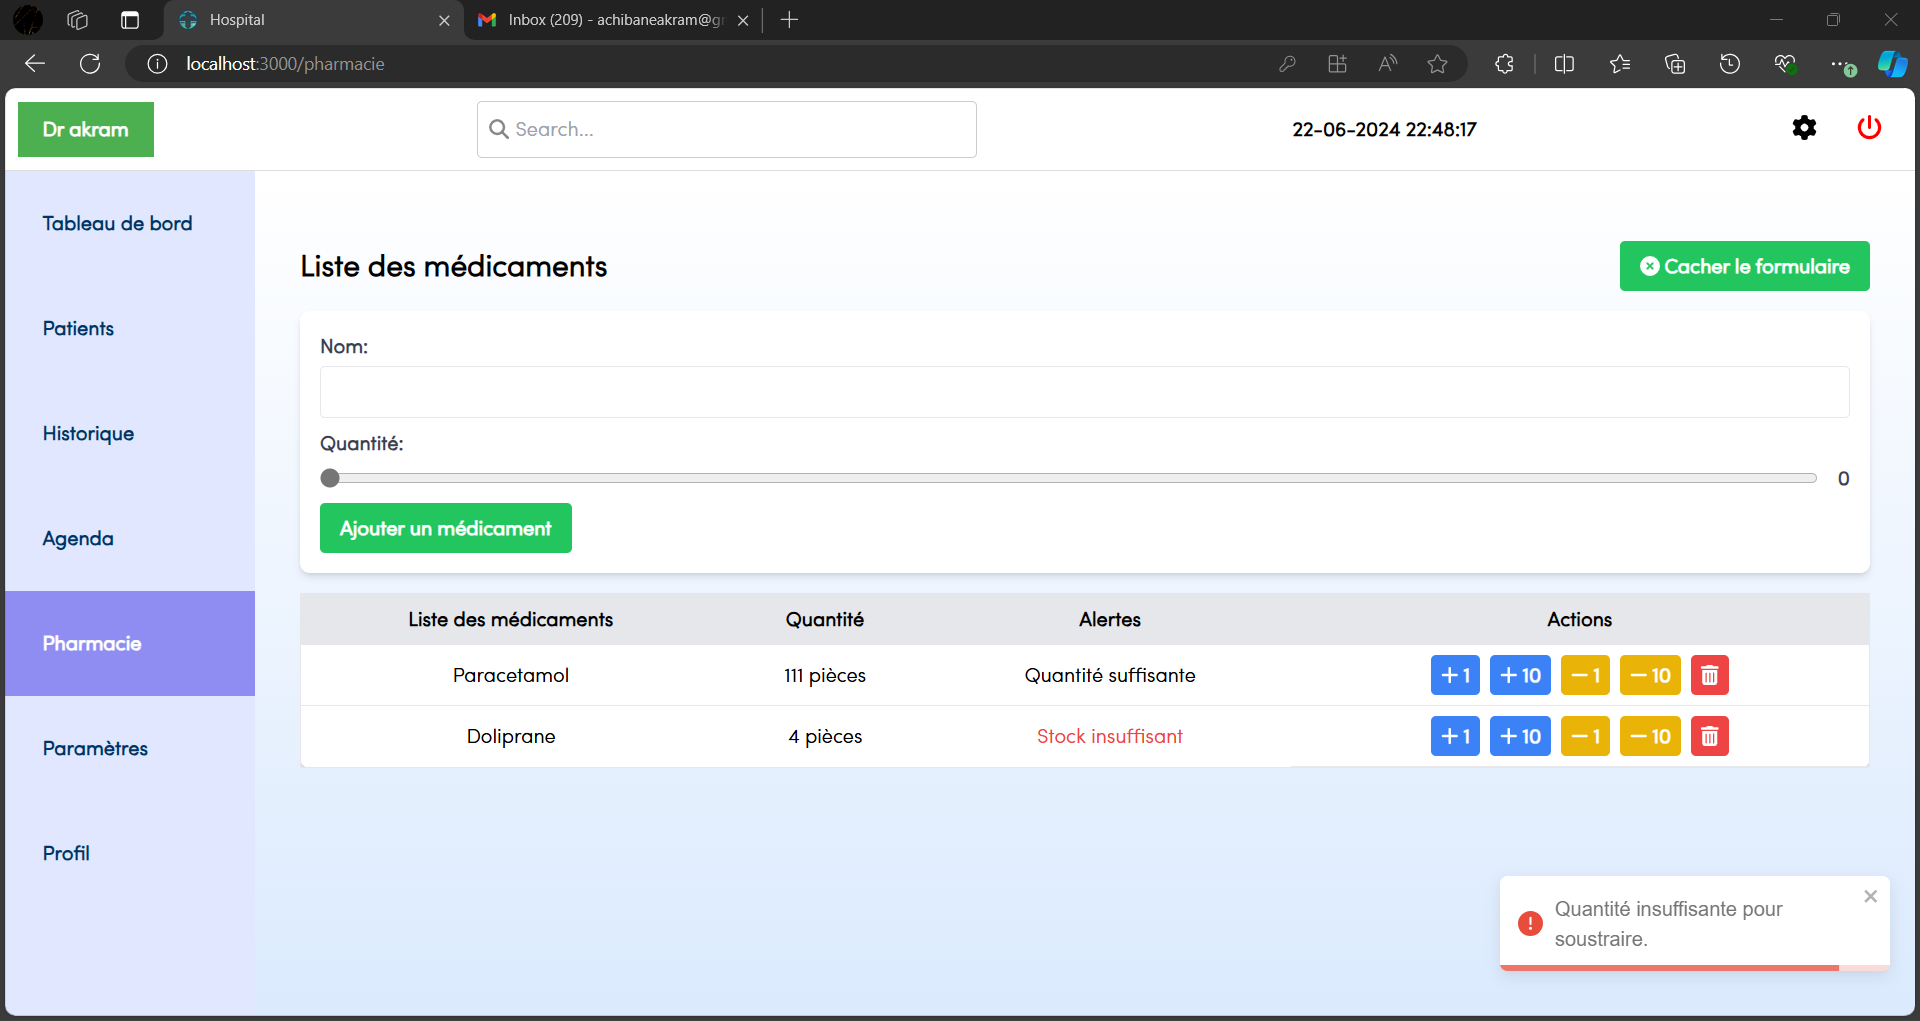 Hospital
Inbox (209) - achibaneakram@g
localhost:3000/pharmacie
Dr akram
Search...
22-06-2024 22:48:17
Tableau de bord
Patients
Historique
Agenda
Pharmacie
Paramètres
Profil
Liste des médicaments
Cacher le formulaire
Nom:
Quantité:
0
Ajouter un médicament
Liste des médicaments Quantité Alertes Actions
Paracetamol 111 pièces Quantité suffisante +1 +10 −1 −10
Doliprane 4 pièces Stock insuffisant +1 +10 −1 −10
Quantité insuffisante pour
soustraire.